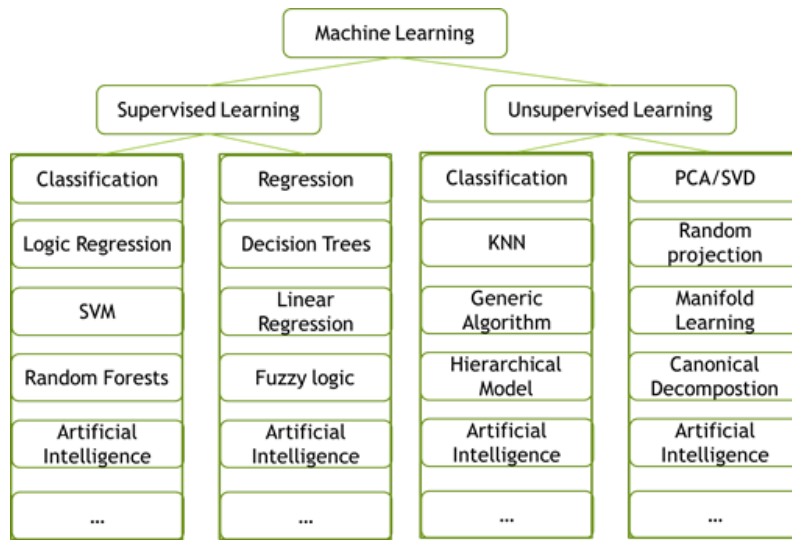 Machine Learning
Supervised Learning
Unsupervised Learning
Classification
Regression
Classification
PCA/SVD
Logic Regression
Decision Trees
KNN
Random
projection
SVM
Linear
Regression
Generic
Algorithm
Manifold
Learning
Random Forests
Fuzzy logic
Hierarchical
Model
Canonical
Decompostion
Artificial
Intelligence
Artificial
Intelligence
Artificial
Intelligence
Artificial
Intelligence
...
...
...
...